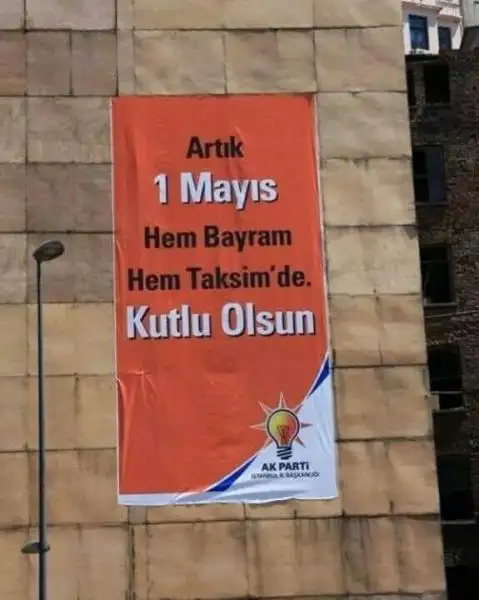 Artık
1 Mayıs
Hem Bayram
Hem Taksim'de.
Kutlu Olsun
AK PARTİ
İSTANBUL İL BAŞKANLIĞI